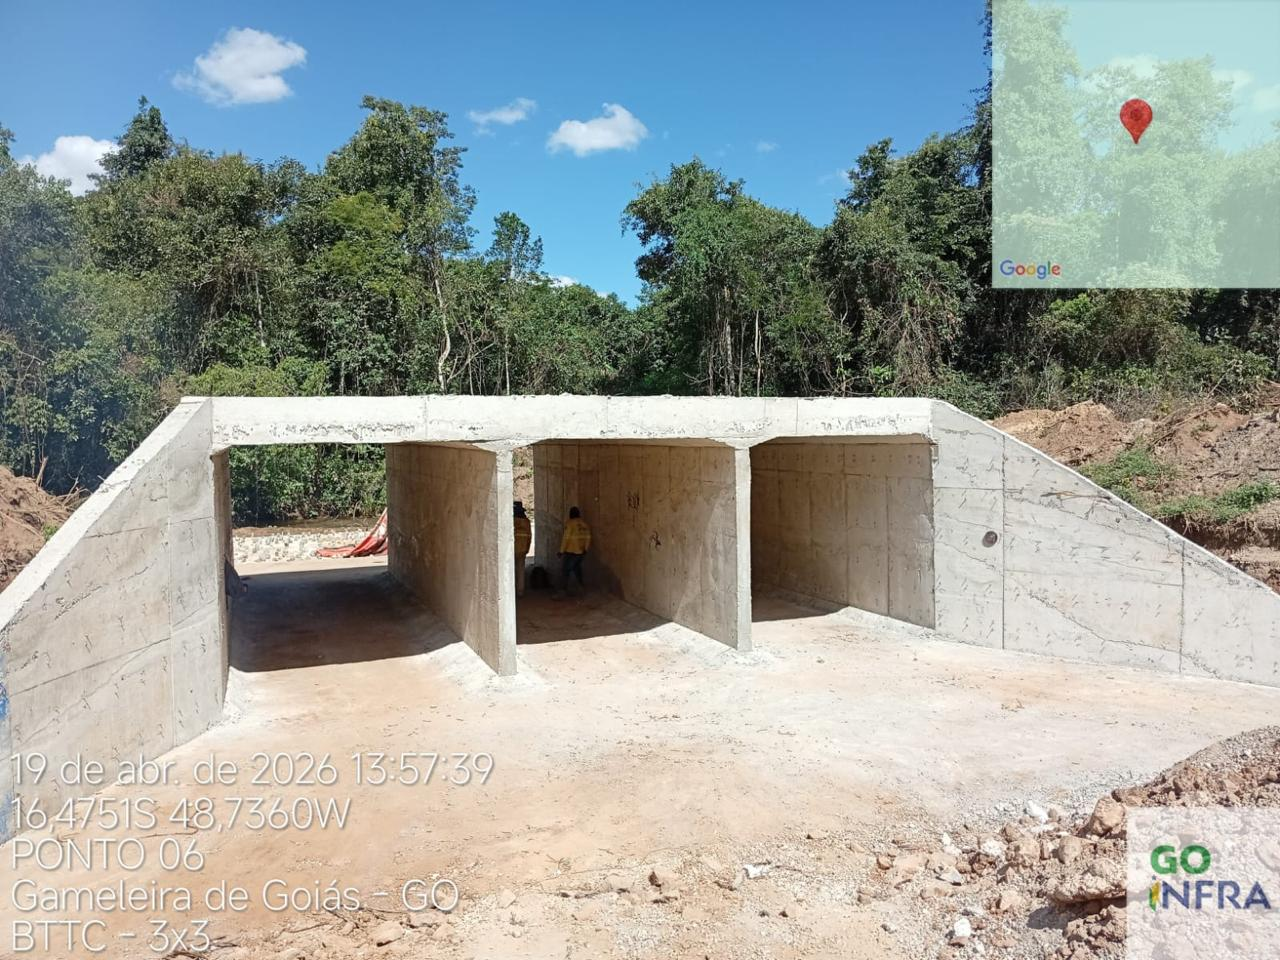 Google
19 de abr. de 2026 13:57:39
16,4751S 48,7360W
PONTO 06
Gameleira de Goiás - GO
BTTC - 3x3
GO
INFRA